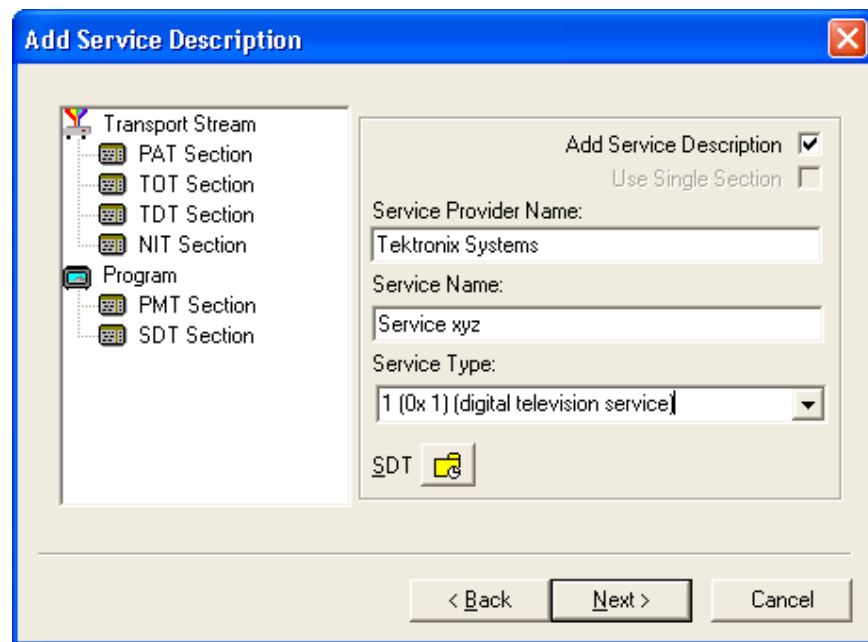 Add Service Description
Transport Stream
PAT Section
TOT Section
TDT Section
NIT Section
Program
PMT Section
SDT Section
Add Service Description
Use Single Section
Service Provider Name:
Tektronix Systems
Service Name:
Service xyz
Service Type:
1 (0x 1) (digital television service)
SDT
< Back
Next >
Cancel